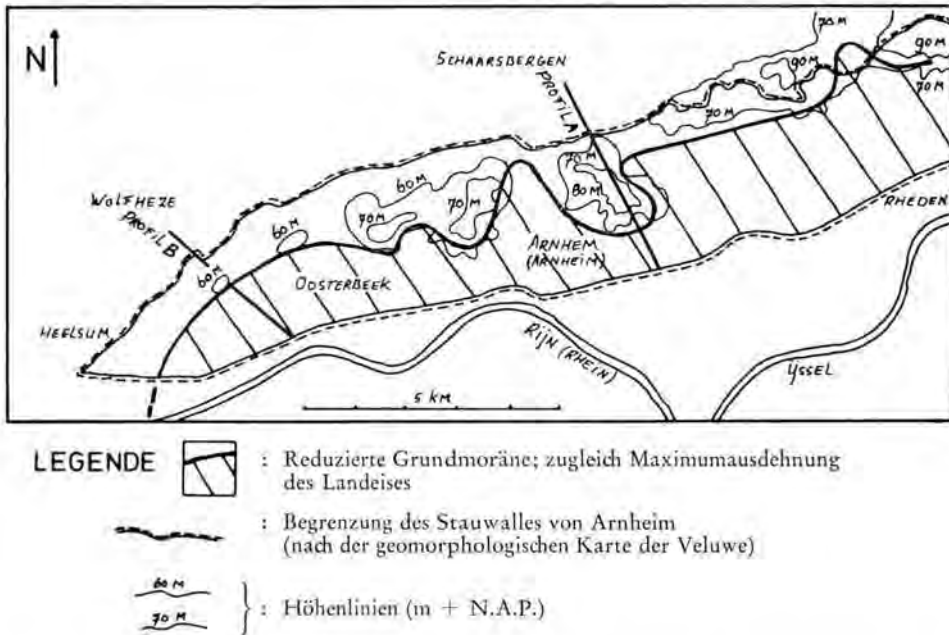 N
70 M
90 M
90 M
70 M
SCHAARSBERGEN
PROFIL A
70 M
70 M
80 M
60 M
70 M
70 M
WOLFHEZE
PROFIL B
60 M
60 M
RHEDEN
ARNHEM
(ARNHEIM)
OOSTERBEEK
HEELSUM
RIJN (RHEIN)
YSSEL
5 KM
LEGENDE
: Reduzierte Grundmoräne; zugleich Maximumausdehnung
des Landeises
: Begrenzung des Stauwalles von Arnheim
(nach der geomorphologischen Karte der Veluwe)
60 M
70 M
} : Höhenlinien (m + N.A.P.)